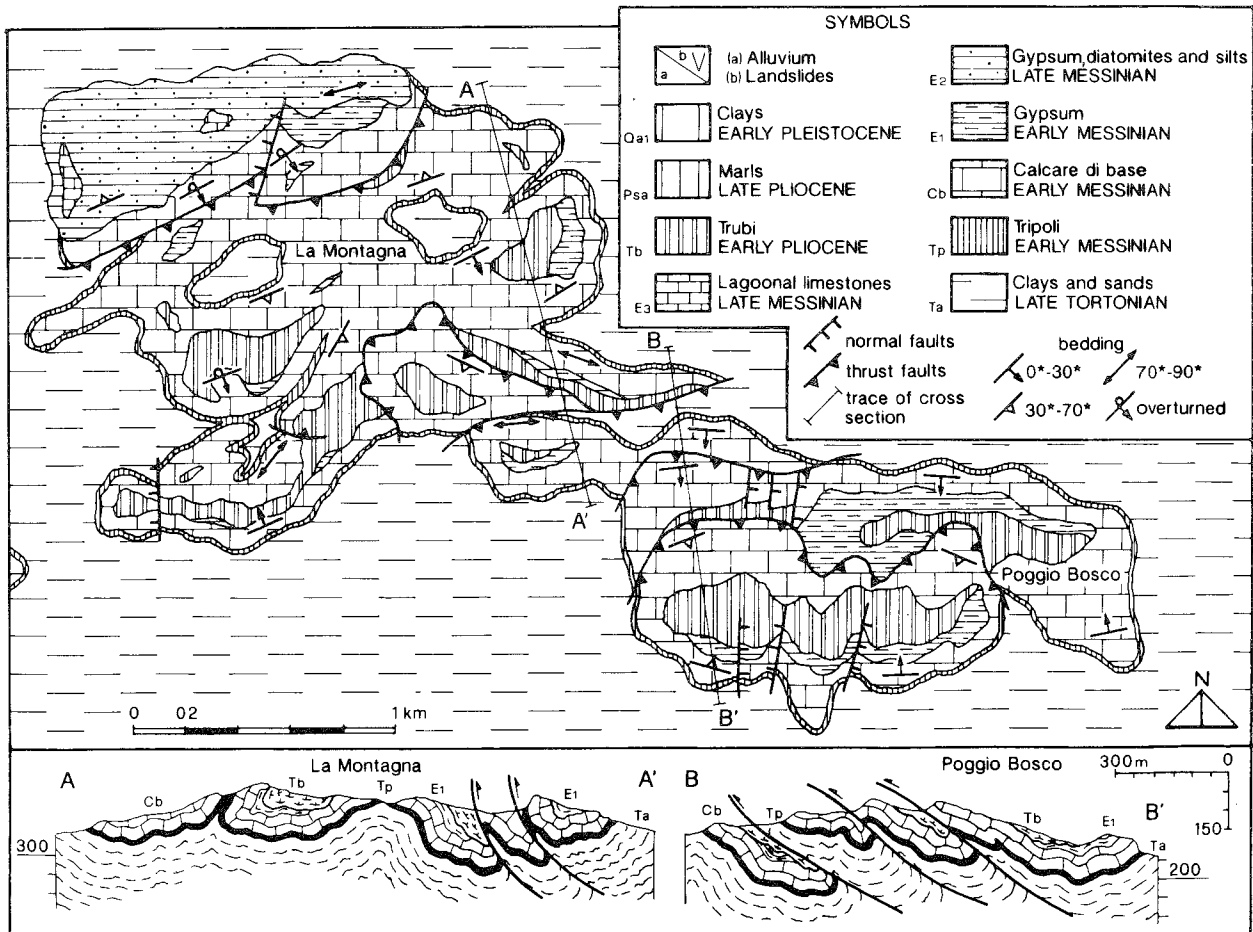 SYMBOLS
b
a
(a) Alluvium
(b) Landslides
Qa1
Clays
EARLY PLEISTOCENE
Psa
Marls
LATE PLIOCENE
Tb
Trubi
EARLY PLIOCENE
E3
Lagoonal limestones
LATE MESSINIAN
E2
Gypsum, diatomites and silts
LATE MESSINIAN
E1
Gypsum
EARLY MESSINIAN
Cb
Calcare di base
EARLY MESSINIAN
Tp
Tripoli
EARLY MESSINIAN
Ta
Clays and sands
LATE TORTONIAN
normal faults
thrust faults
trace of cross
section
bedding
0°-30°
70°-90°
30°-70°
overturned
A
La Montagna
B
A'
Poggio Bosco
B'
N
0 02 1 km
A
La Montagna
A'
Cb
Tb
Tp
E1
E1
Ta
300
B
Poggio Bosco
300m 0
150
B'
Cb
Tp
Tb
E1
Ta
200